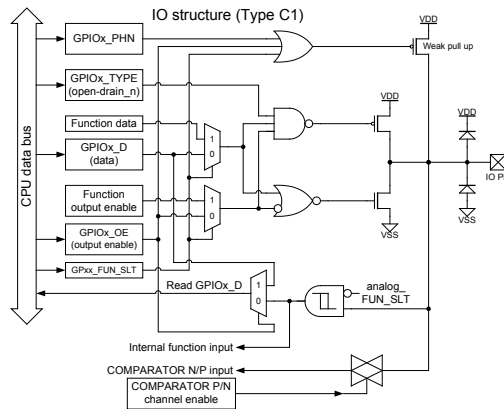 IO structure (Type C1)
CPU data bus
GPIOx_PHN
GPIOx_TYPE
(open-drain_n)
Function data
GPIOx_D
(data)
Function
output enable
GPIOx_OE
(output enable)
GPxx_FUN_SLT
1
0
1
0
VDD
Weak pull up
VDD
VDD
VSS
VSS
Read GPIOx_D
1
0
analog_
FUN_SLT
Internal function input
COMPARATOR N/P input
COMPARATOR P/N
channel enable